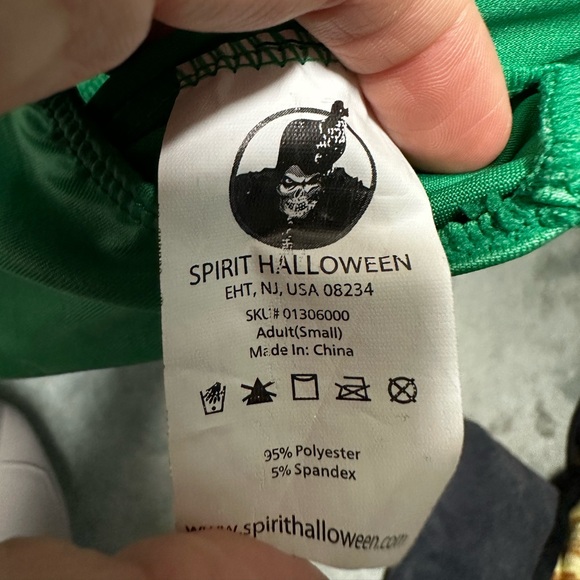 SPIRIT HALLOWEEN
EHT, NJ, USA 08234
SKU# 01306000
Adult(Small)
Made In: China
95% Polyester
5% Spandex
www.spirithalloween.com